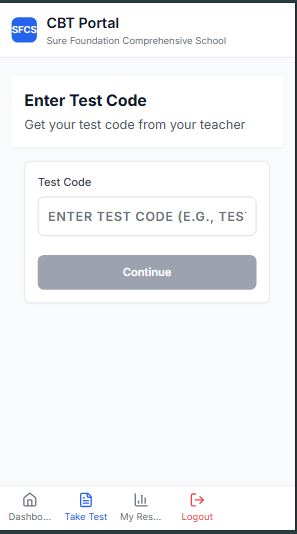 SFCS
CBT Portal
Sure Foundation Comprehensive School
Enter Test Code
Get your test code from your teacher
Test Code
ENTER TEST CODE (E.G., TES
Continue
Dashbo... Take Test My Res... Logout